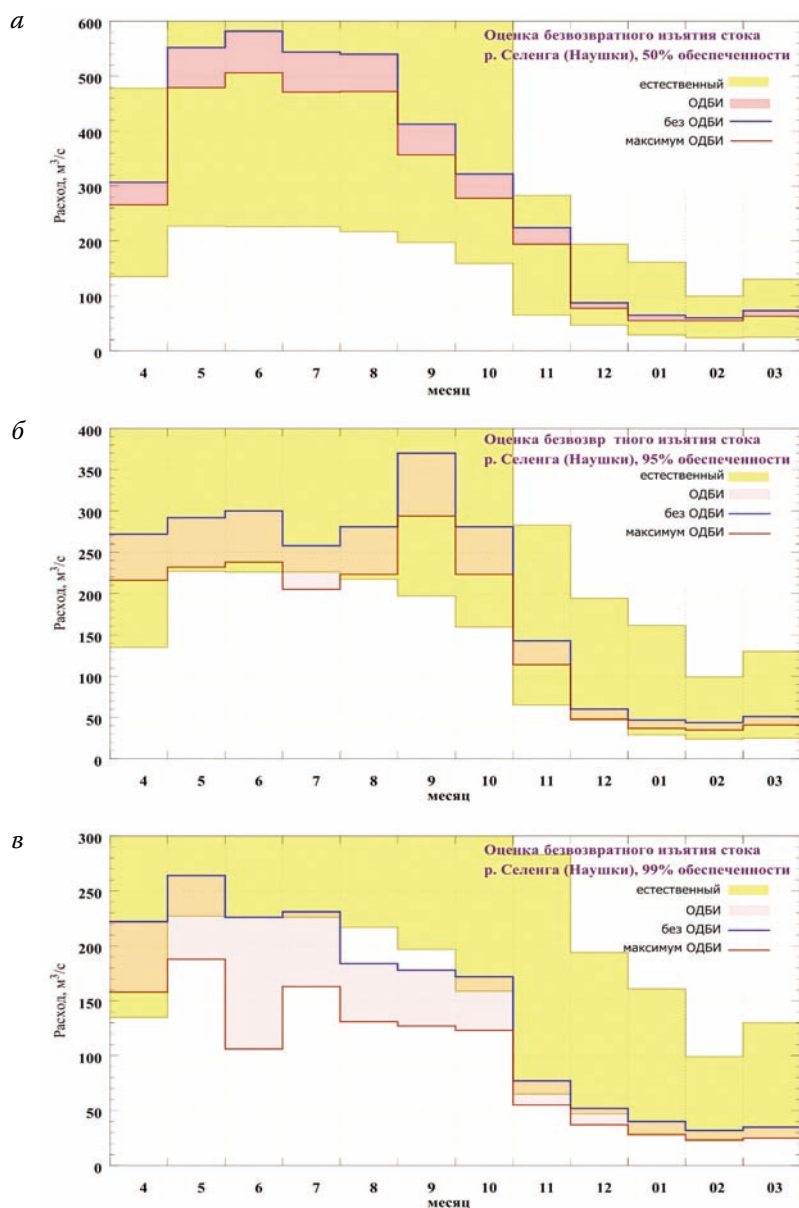 а
Оценка безвозвратного изъятия стока
р. Селенга (Наушки), 50% обеспеченности
естественный
ОДБИ
без ОДБИ
максимум ОДБИ
Расход, м³/с
600
500
400
300
200
100
0
4 5 6 7 8 9 10 11 12 01 02 03
месяц
б
Оценка безвозвр тного изъятия стока
р. Селенга (Наушки), 95% обеспеченности
естественный
ОДБИ
без ОДБИ
максимум ОДБИ
Расход, м³/с
400
350
300
250
200
150
100
50
0
4 5 6 7 8 9 10 11 12 01 02 03
месяц
в
Оценка безвозвратного изъятия стока
р. Селенга (Наушки), 99% обеспеченности
естественный
ОДБИ
без ОДБИ
максимум ОДБИ
Расход, м³/с
300
250
200
150
100
50
0
4 5 6 7 8 9 10 11 12 01 02 03
месяц